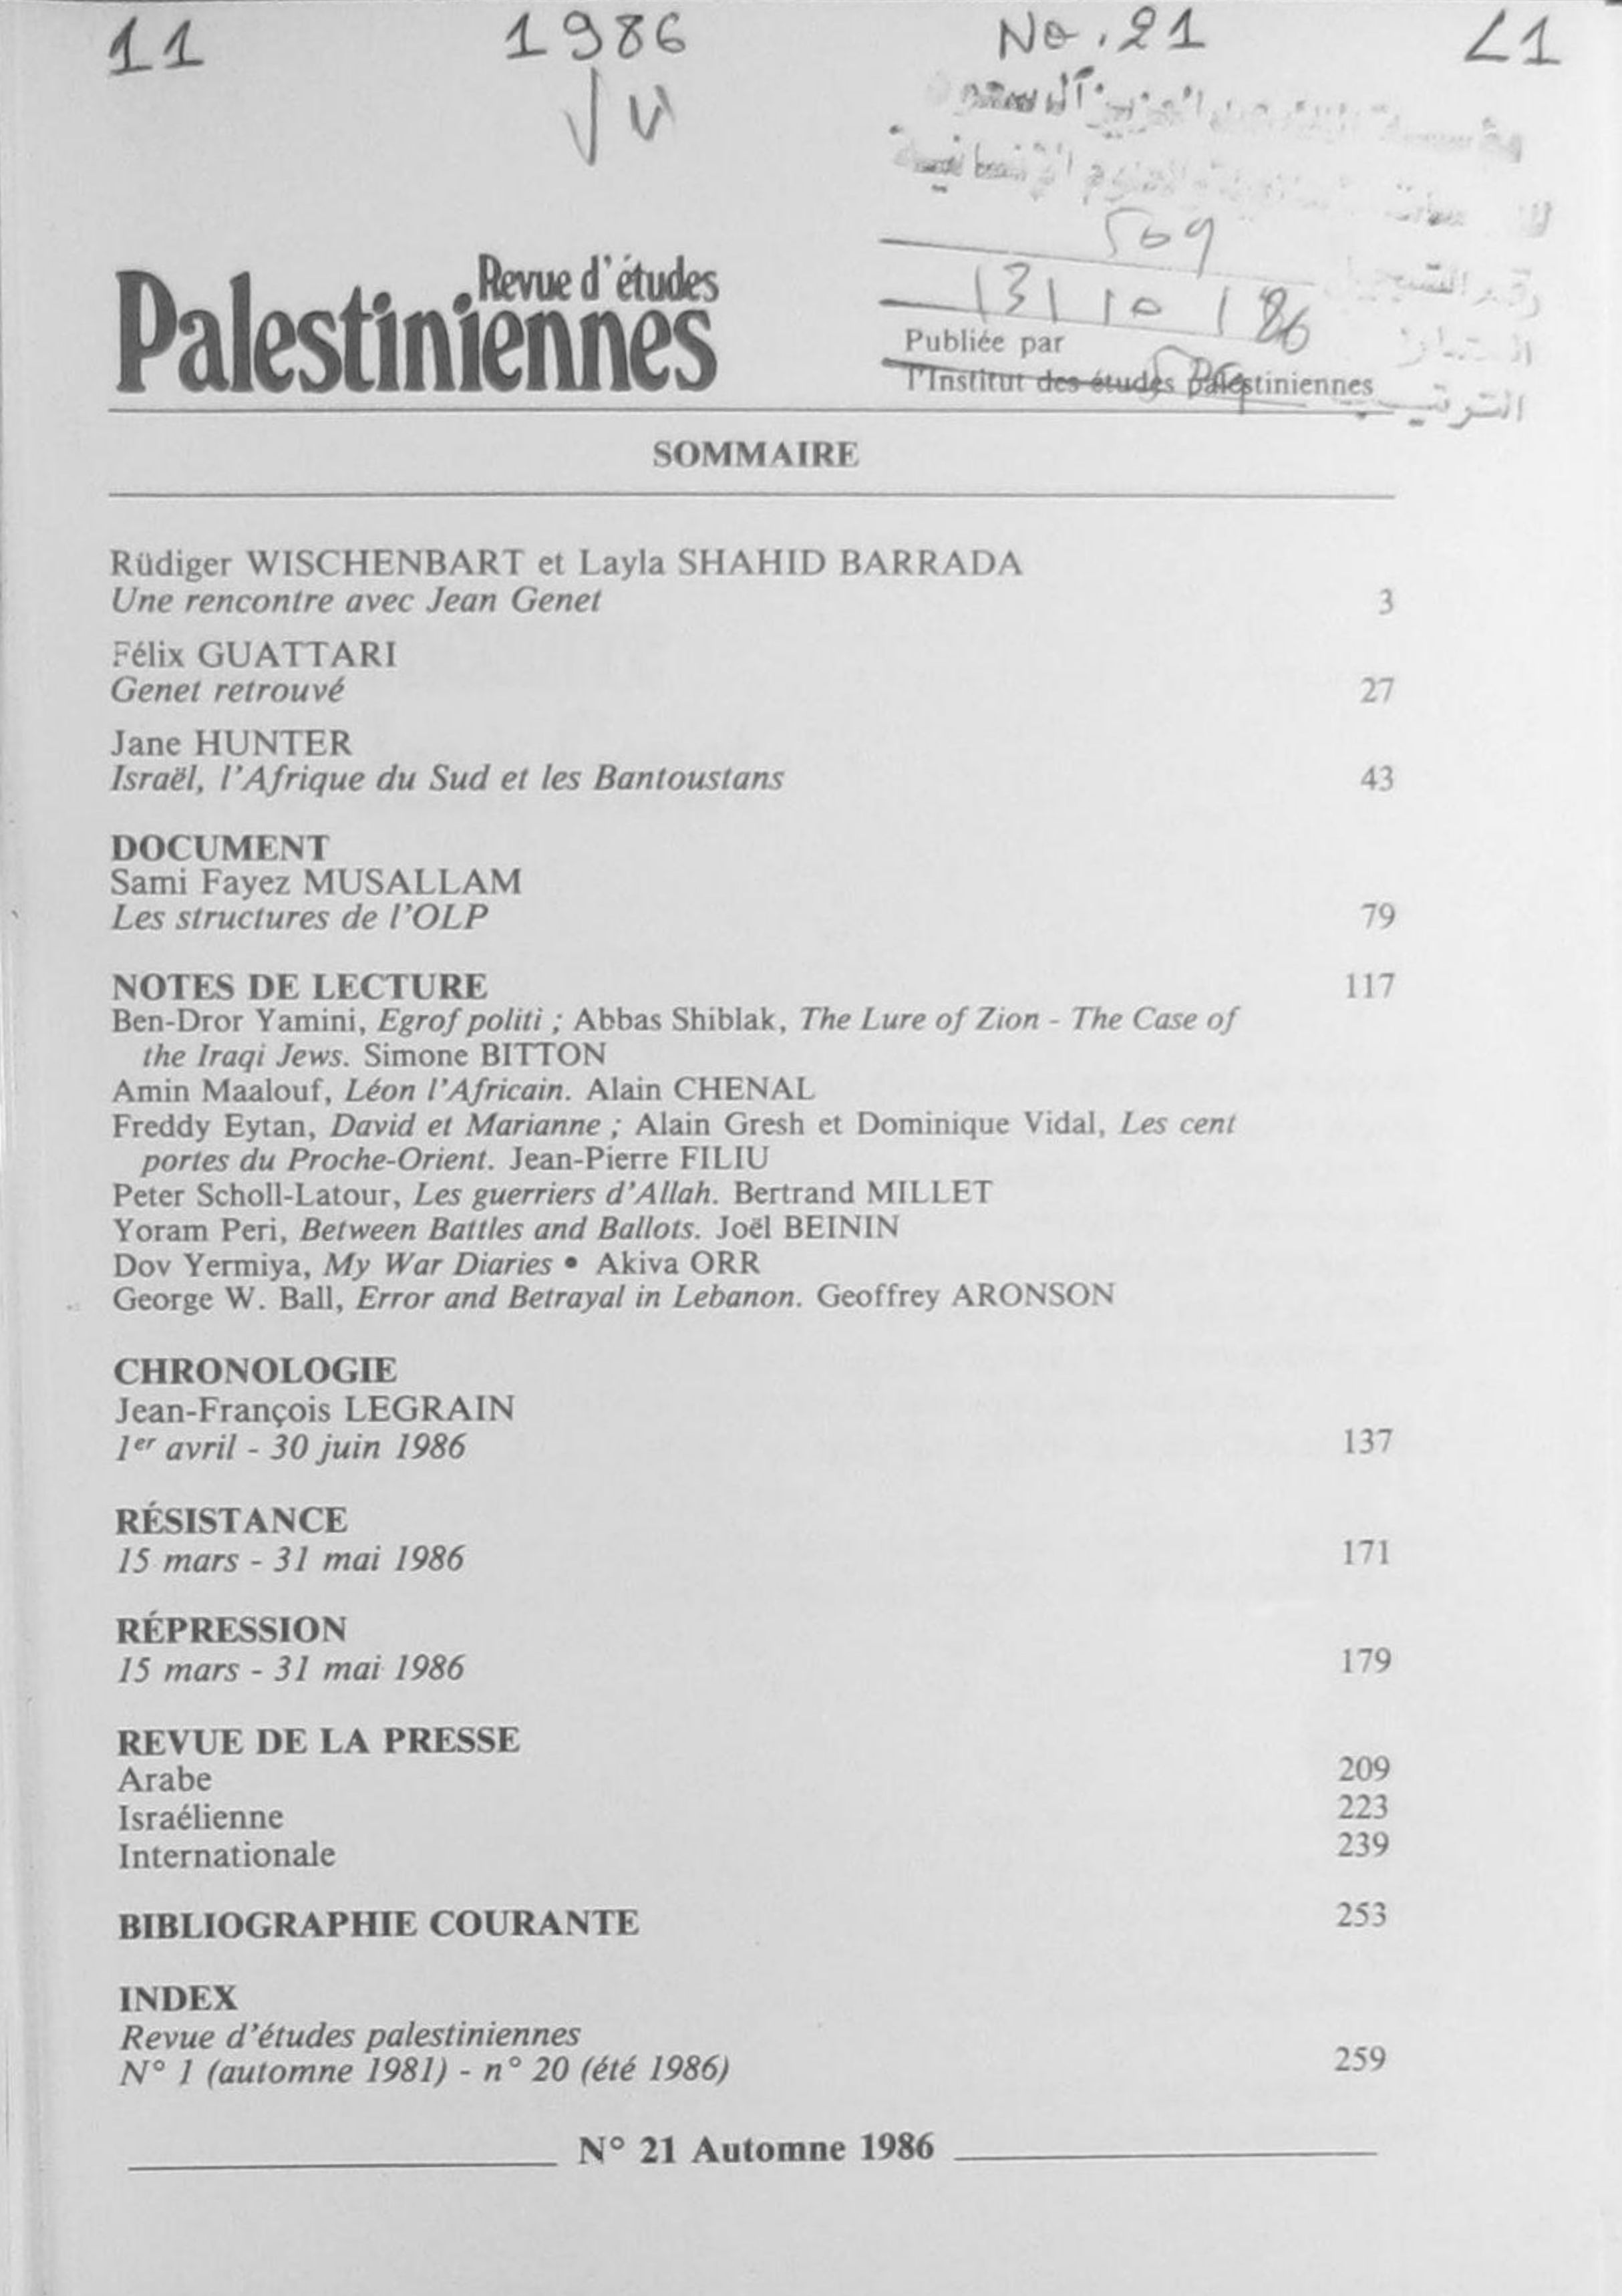 11 1986 No. 21 L1
509
Revue d'études
Palestiniennes
13 / 10 / 86
رقم التسجيل
Publiée par
l'Institut des études palestiniennes
SOMMAIRE
Rüdiger WISCHENBART et Layla SHAHID BARRADA
Une rencontre avec Jean Genet 3
Félix GUATTARI
Genet retrouvé 27
Jane HUNTER
Israël, l'Afrique du Sud et les Bantoustans 43
DOCUMENT
Sami Fayez MUSALLAM
Les structures de l'OLP 79
NOTES DE LECTURE 117
Ben-Dror Yamini, Egrof politi ; Abbas Shiblak, The Lure of Zion - The Case of
the Iraqi Jews. Simone BITTON
Amin Maalouf, Léon l'Africain. Alain CHENAL
Freddy Eytan, David et Marianne ; Alain Gresh et Dominique Vidal, Les cent
portes du Proche-Orient. Jean-Pierre FILIU
Peter Scholl-Latour, Les guerriers d'Allah. Bertrand MILLET
Yoram Peri, Between Battles and Ballots. Joël BEININ
Dov Yermiya, My War Diaries • Akiva ORR
George W. Ball, Error and Betrayal in Lebanon. Geoffrey ARONSON
CHRONOLOGIE
Jean-François LEGRAIN
1er avril - 30 juin 1986 137
RÉSISTANCE
15 mars - 31 mai 1986 171
RÉPRESSION
15 mars - 31 mai 1986 179
REVUE DE LA PRESSE
Arabe 209
Israélienne 223
Internationale 239
BIBLIOGRAPHIE COURANTE 253
INDEX
Revue d'études palestiniennes
N° 1 (automne 1981) - n° 20 (été 1986) 259
N° 21 Automne 1986